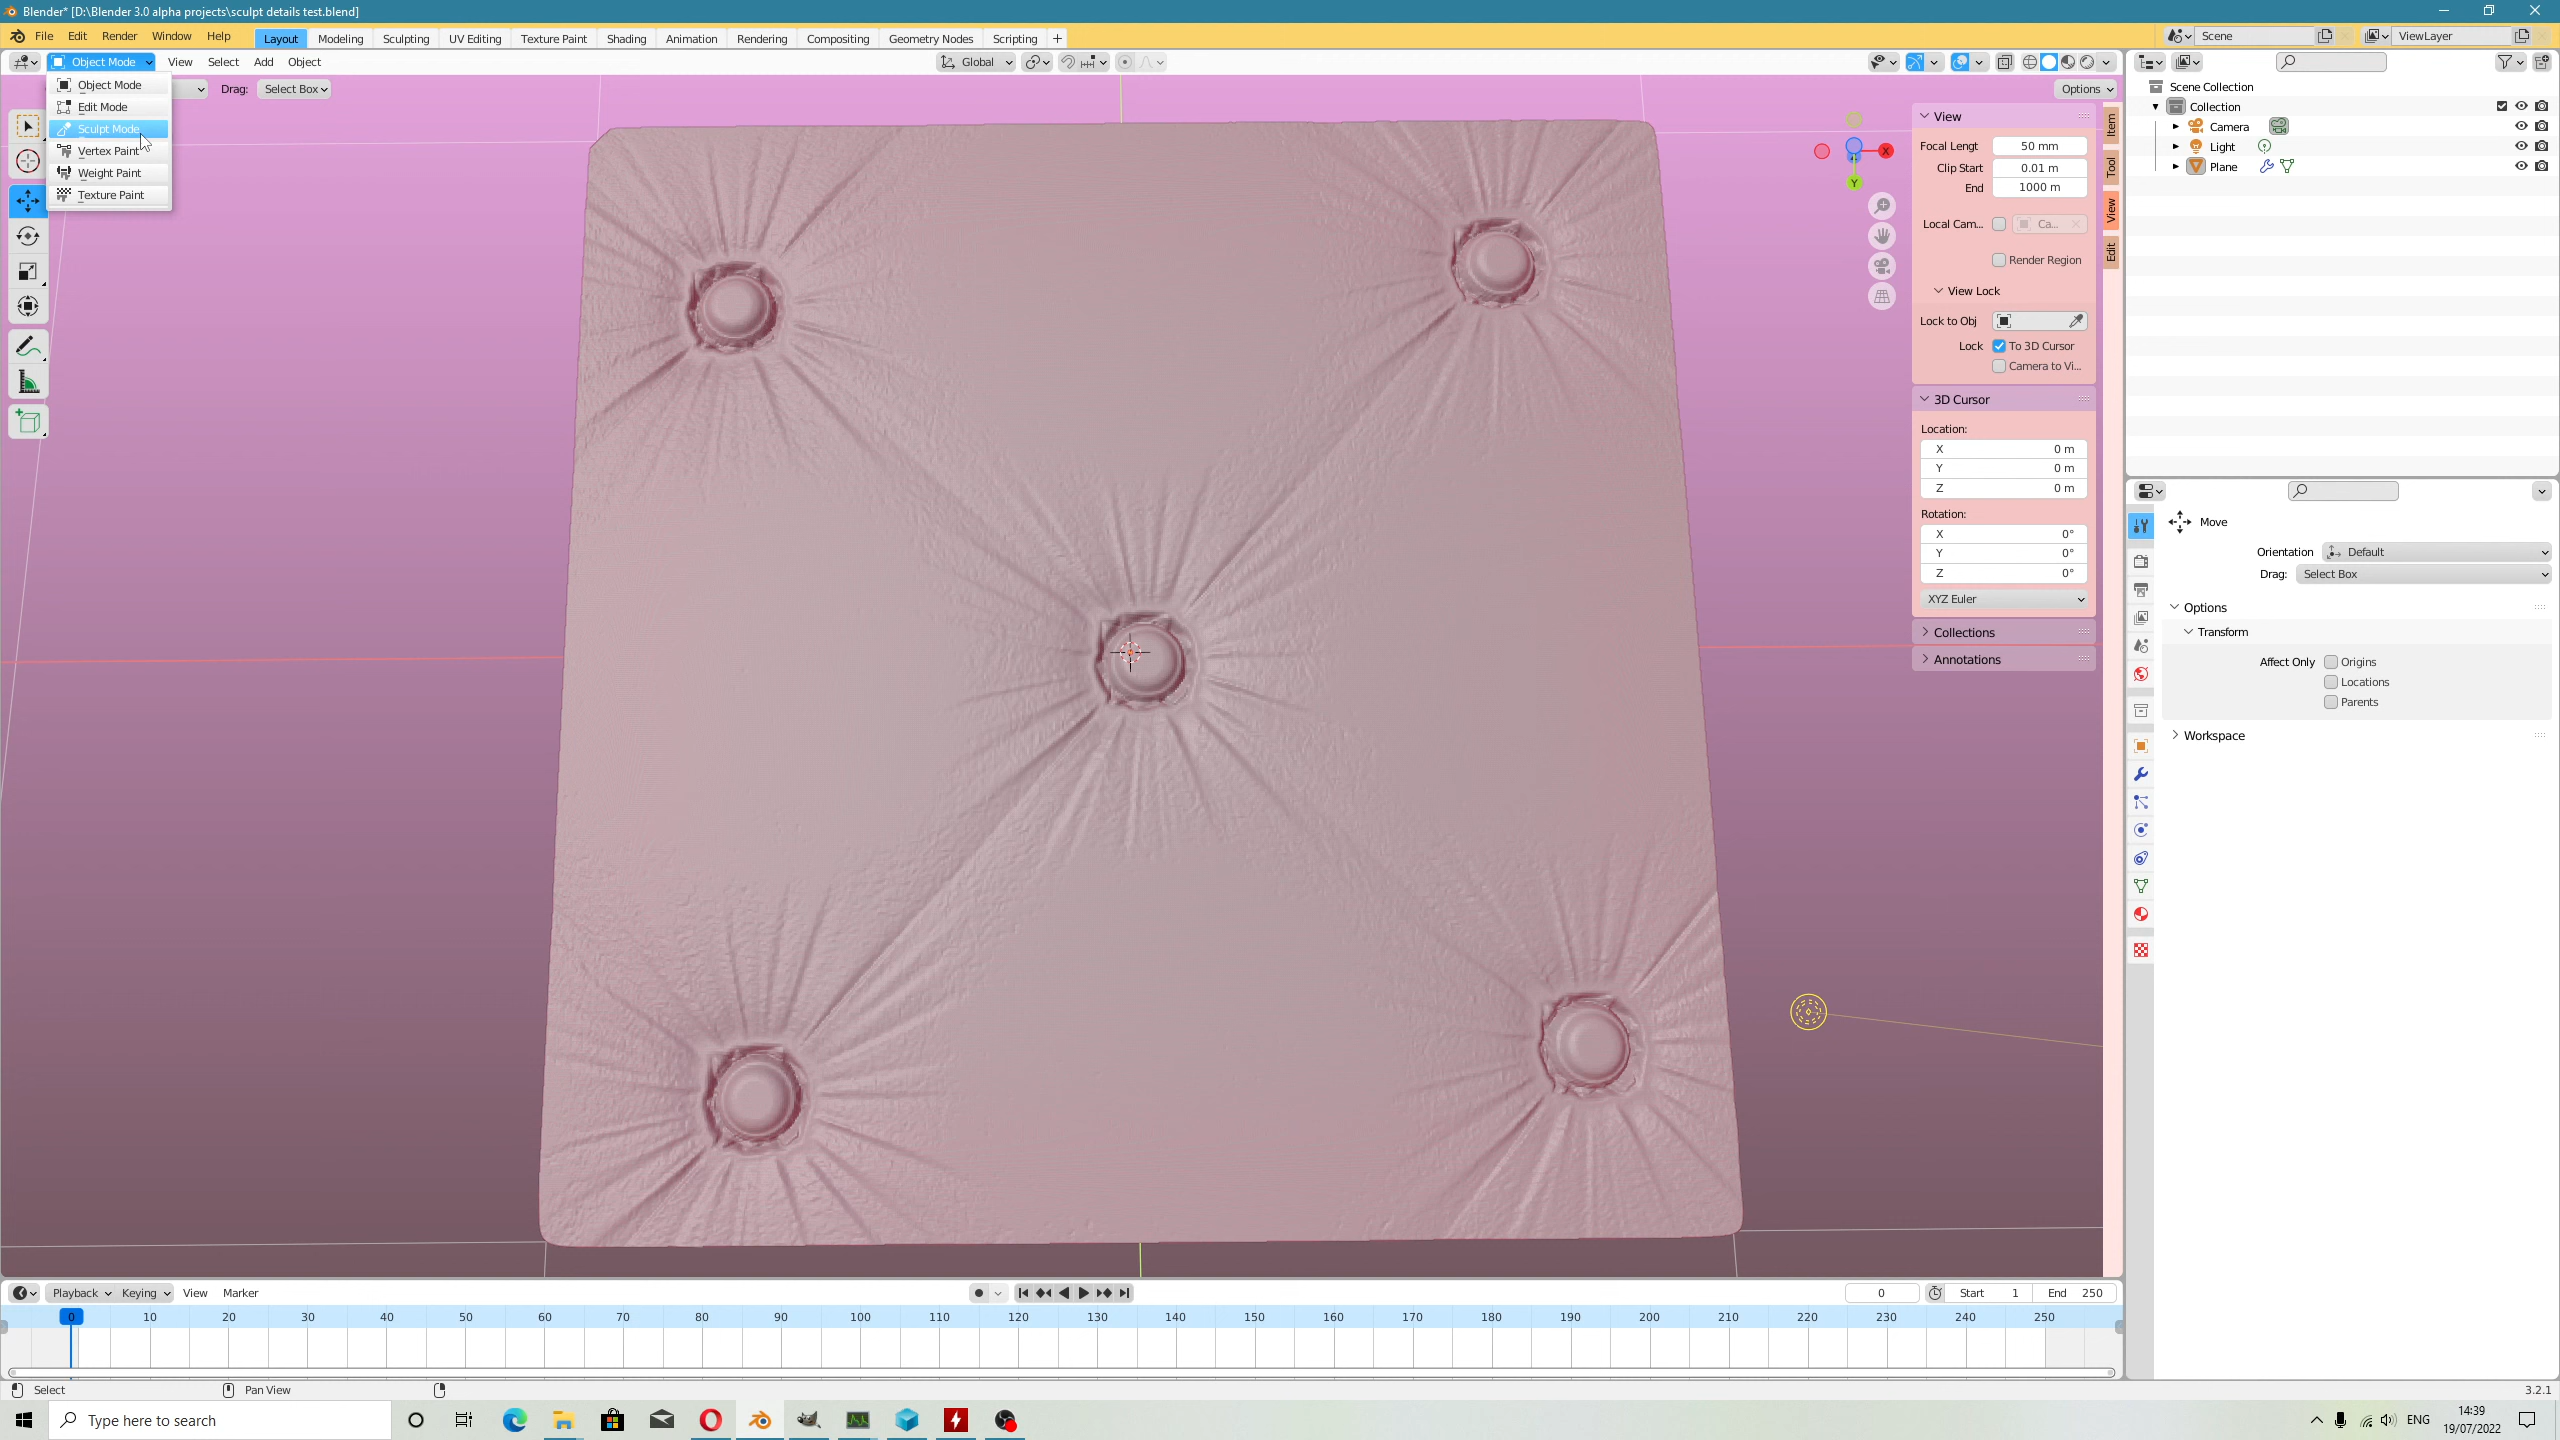 Blender* [D:\Blender 3.0 alpha projects\sculpt details test.blend]
File Edit Render Window Help Layout Modeling Sculpting UV Editing Texture Paint Shading Animation Rendering Compositing Geometry Nodes Scripting + Scene ViewLayer
Object Mode View Select Add Object Global
Object Mode
Edit Mode
Sculpt Mode
Vertex Paint
Weight Paint
Texture Paint
Drag: Select Box Options
View
Focal Lengt 50 mm
Clip Start 0.01 m
End 1000 m
Local Cam... Ca...
Render Region
View Lock
Lock to Obj
Lock To 3D Cursor
Camera to Vi...
3D Cursor
Location:
X 0 m
Y 0 m
Z 0 m
Rotation:
X 0°
Y 0°
Z 0°
XYZ Euler
Collections
Annotations
Item
Tool
View
Edit
X
Y
Scene Collection
Collection
Camera
Light
Plane
Move
Orientation Default
Drag: Select Box
Options
Transform
Affect Only Origins
Locations
Parents
Workspace
Playback Keying View Marker 0 Start 1 End 250
0 10 20 30 40 50 60 70 80 90 100 110 120 130 140 150 160 170 180 190 200 210 220 230 240 250
Select Pan View 3.2.1
Type here to search ENG 14:39
19/07/2022